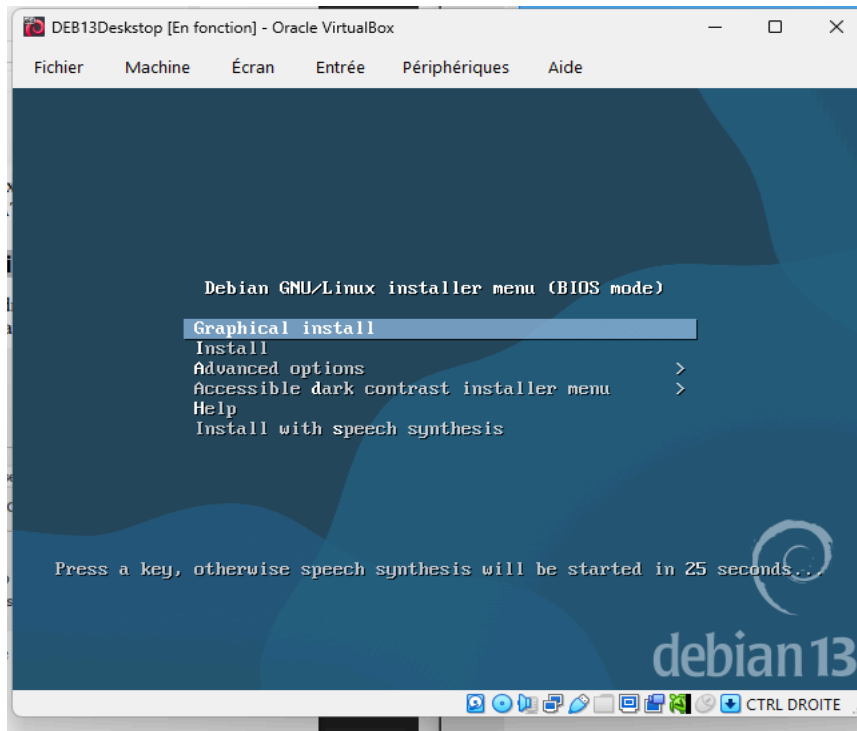 DEB13Deskstop [En fonction] - Oracle VirtualBox
Fichier Machine Écran Entrée Périphériques Aide
Debian GNU/Linux installer menu (BIOS mode)
Graphical install
Install
Advanced options >
Accessible dark contrast installer menu >
Help
Install with speech synthesis
Press a key, otherwise speech synthesis will be started in 25 seconds...
debian 13
CTRL DROITE